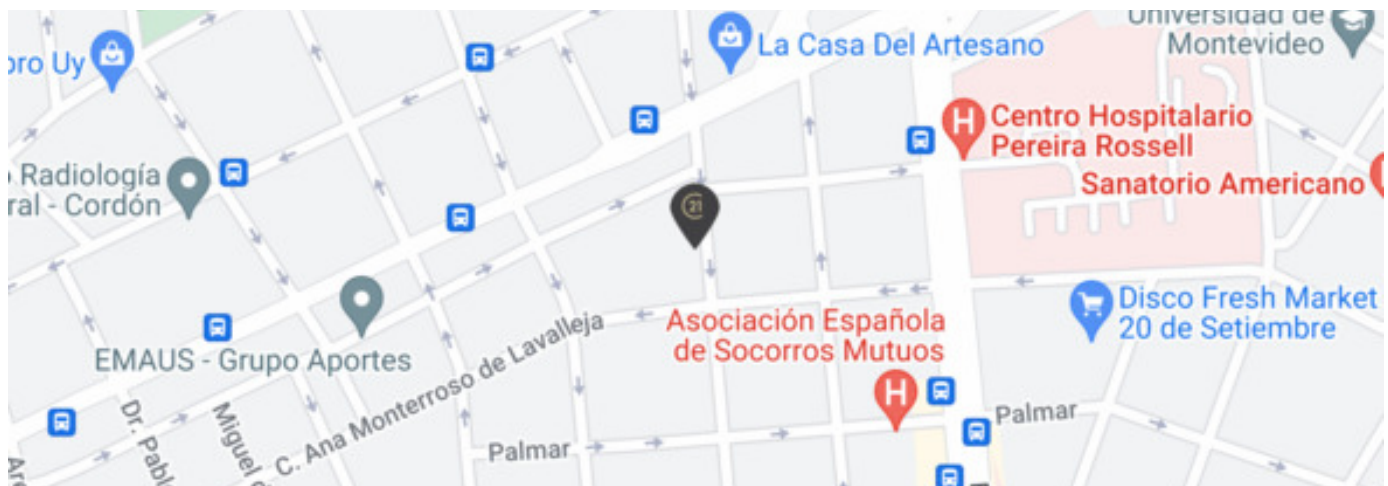 Universidad de
Montevideo
La Casa Del Artesano
oro Uy
Centro Hospitalario
Pereira Rossell
Radiología
ral - Cordón
Sanatorio Americano
21
Disco Fresh Market
20 de Setiembre
Asociación Española
de Socorros Mutuos
EMAUS - Grupo Aportes
C. Ana Monterroso de Lavalleja
Dr. Pabl
Miguel d
Palmar
Palmar
H
H